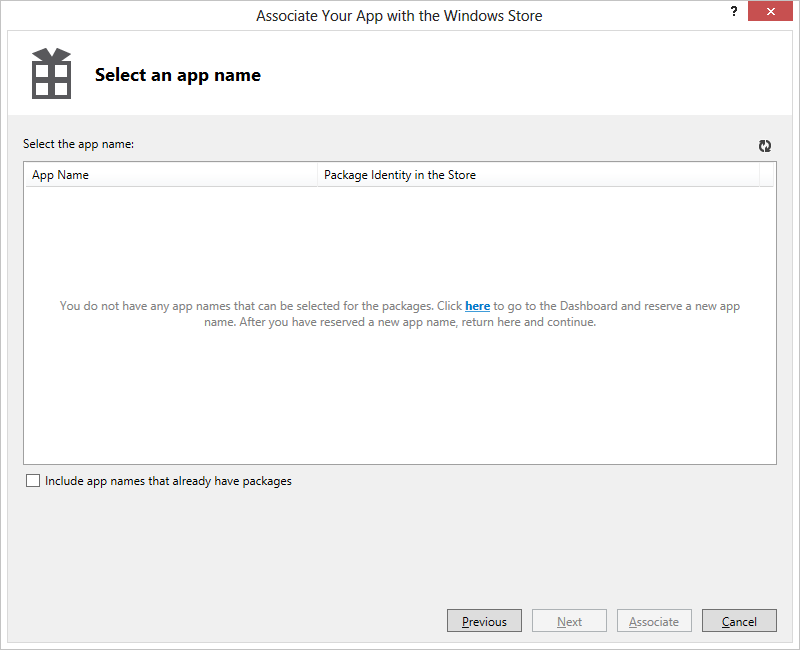 Associate Your App with the Windows Store
?
Select an app name
Select the app name:
App Name
Package Identity in the Store
You do not have any app names that can be selected for the packages. Click here to go to the Dashboard and reserve a new app
name. After you have reserved a new app name, return here and continue.
Include app names that already have packages
Previous
Next
Associate
Cancel